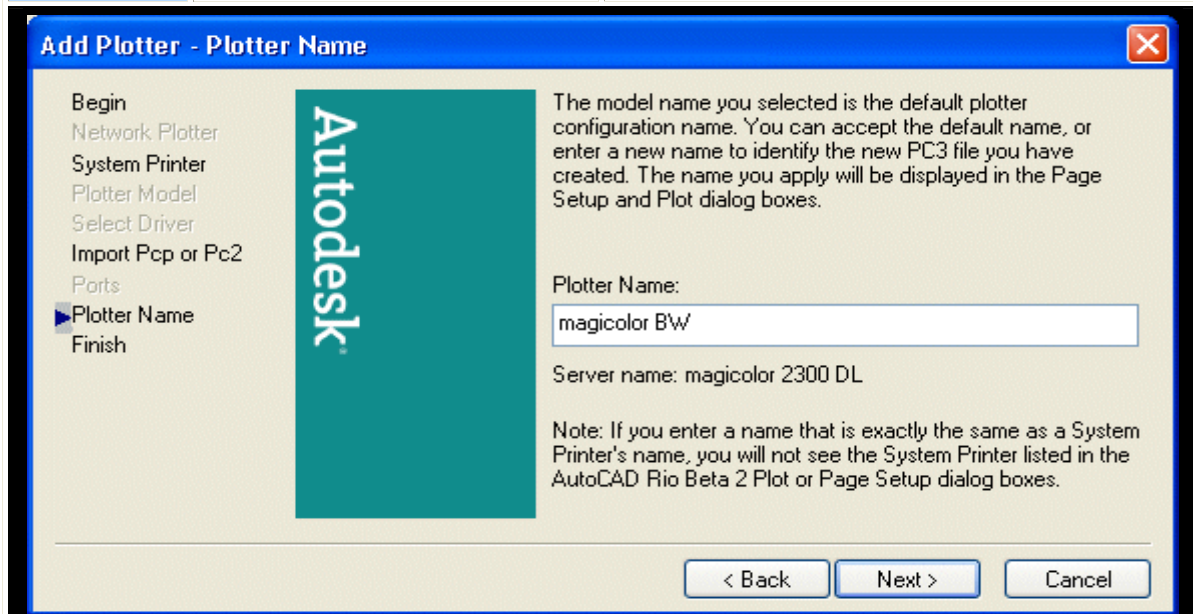 Add Plotter - Plotter Name
Begin
Network Plotter
System Printer
Plotter Model
Select Driver
Import Pcp or Pc2
Ports
Plotter Name
Finish
Autodesk
The model name you selected is the default plotter
configuration name. You can accept the default name, or
enter a new name to identify the new PC3 file you have
created. The name you apply will be displayed in the Page
Setup and Plot dialog boxes.
Plotter Name:
magicolor BW
Server name: magicolor 2300 DL
Note: If you enter a name that is exactly the same as a System
Printer's name, you will not see the System Printer listed in the
AutoCAD Rio Beta 2 Plot or Page Setup dialog boxes.
< Back Next > Cancel